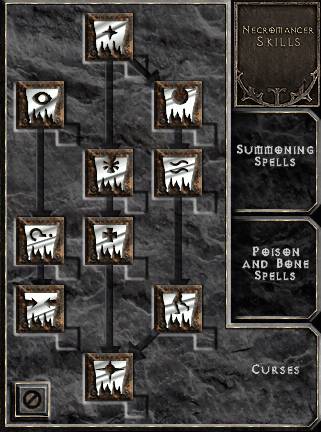 Necromancer
Skills
Summoning
Spells
Poison
and Bone
Spells
Curses